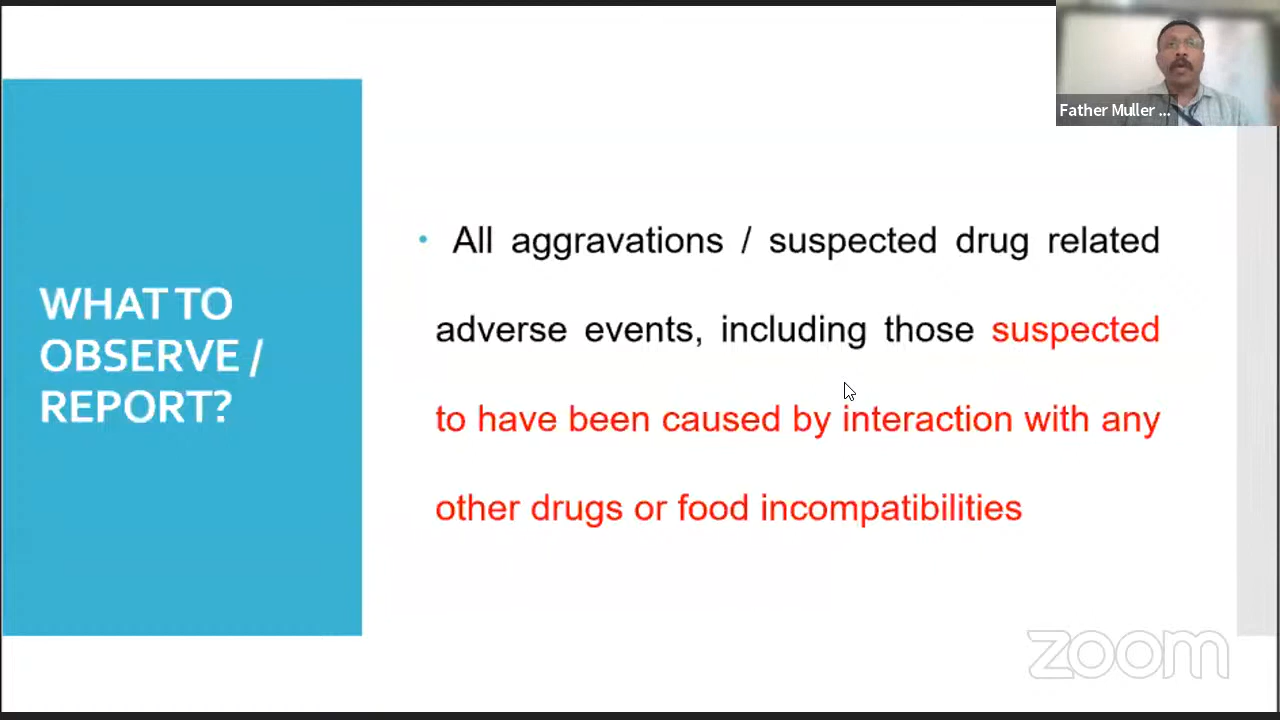 Father Muller ...
WHAT TO
OBSERVE /
REPORT?
• All aggravations / suspected drug related
adverse events, including those suspected
to have been caused by interaction with any
other drugs or food incompatibilities
zoom